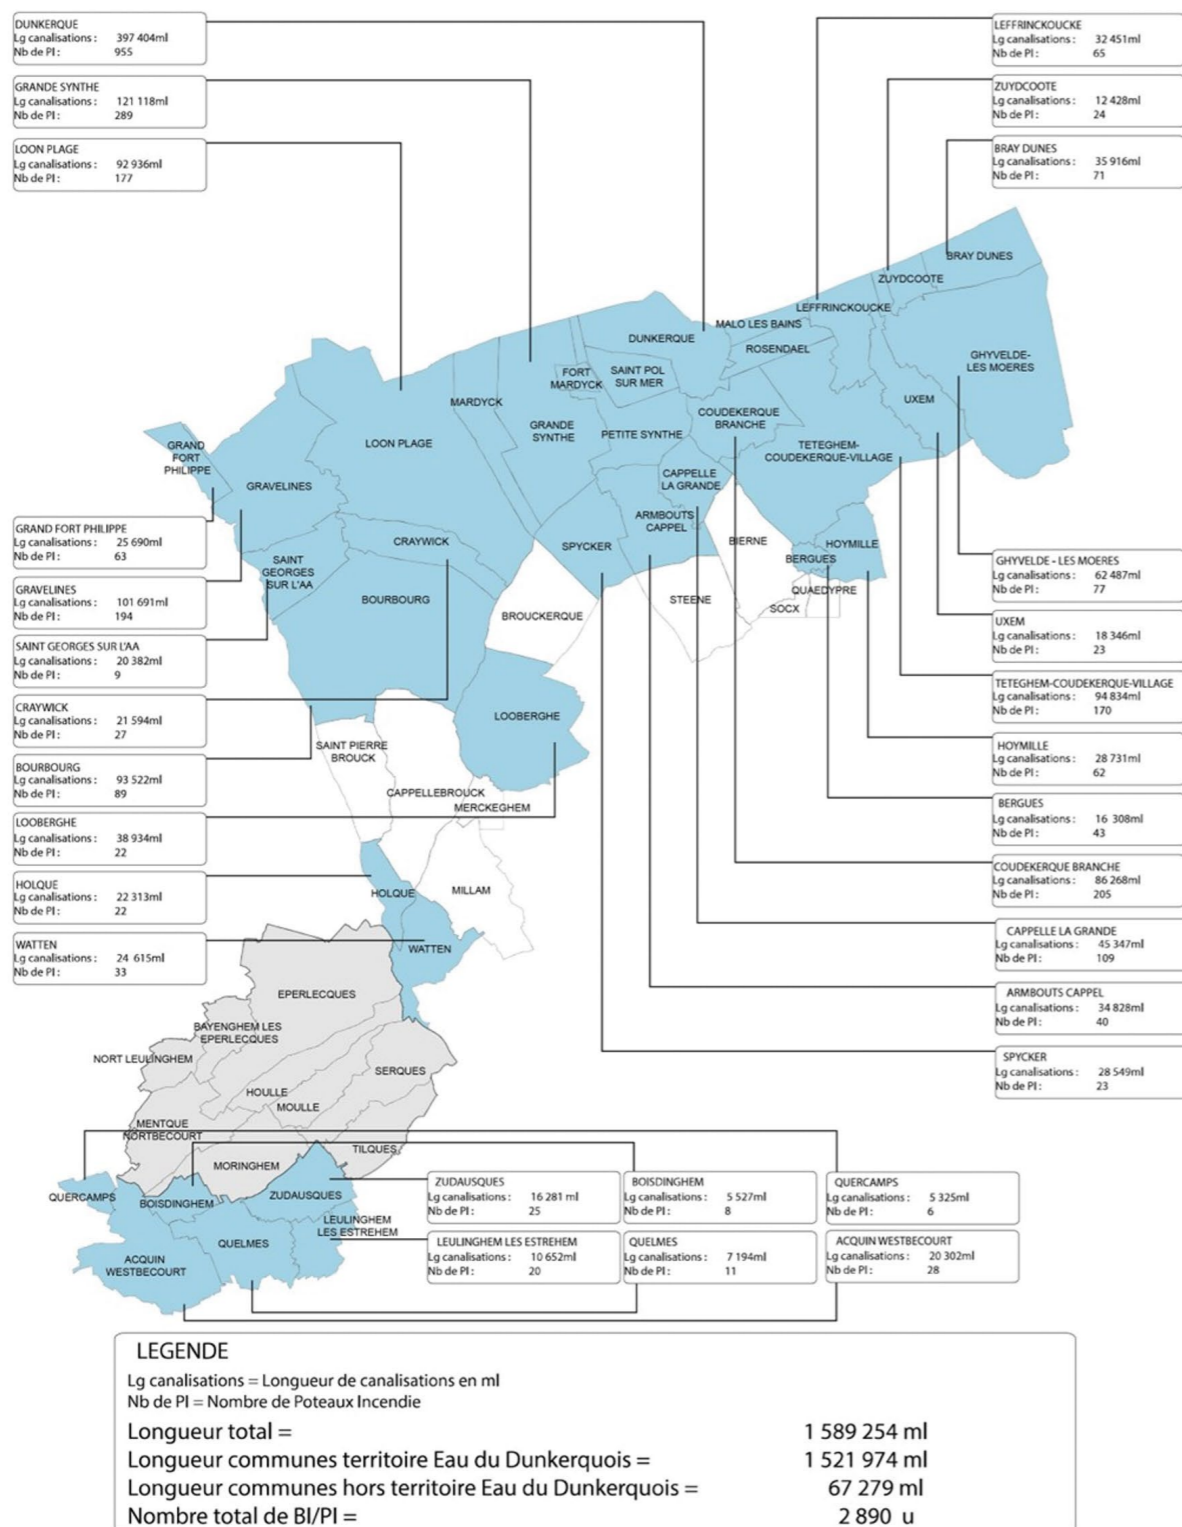 DUNKERQUE
Lg canalisations : 397 404ml
Nb de PI : 955
GRANDE SYNTHE
Lg canalisations : 121 118ml
Nb de PI : 289
LOON PLAGE
Lg canalisations : 92 936ml
Nb de PI : 177
LEFFRINCKOUCKE
Lg canalisations : 32 451ml
Nb de PI : 65
ZUYDCOOTE
Lg canalisations : 12 428ml
Nb de PI : 24
BRAY DUNES
Lg canalisations : 35 916ml
Nb de PI : 71
BRAY DUNES
ZUYDCOOTE
LEFFRINCKOUCKE
MALO LES BAINS
DUNKERQUE
ROSENDAEL
GHYVELDE-
LES MOERES
FORT
MARDYCK
SAINT POL
SUR MER
MARDYCK
UXEM
COUDEKERQUE
BRANCHE
GRANDE
SYNTHE
PETITE SYNTHE
LOON PLAGE
TETEGHEM-
COUDEKERQUE-VILLAGE
GRAND
FORT
PHILIPPE
GRAVELINES
CAPPELLE
LA GRANDE
ARMBOUTS
CAPPEL
CRAYWICK
SPYCKER
BIERNE
HOYMILLE
BERGUES
SAINT
GEORGES
SUR L'AA
BOURBOURG
STEENE
QUAEDYPRE
SOCX
BROUCKERQUE
LOOBERGHE
SAINT PIERRE
BROUCK
CAPPELLEBROUCK
MERCKEGHEM
HOLQUE
MILLAM
WATTEN
GRAND FORT PHILIPPE
Lg canalisations : 25 690ml
Nb de PI : 63
GRAVELINES
Lg canalisations : 101 691ml
Nb de PI : 194
SAINT GEORGES SUR L'AA
Lg canalisations : 20 382ml
Nb de PI : 9
CRAYWICK
Lg canalisations : 21 594ml
Nb de PI : 27
BOURBOURG
Lg canalisations : 93 522ml
Nb de PI : 89
LOOBERGHE
Lg canalisations : 38 934ml
Nb de PI : 22
HOLQUE
Lg canalisations : 22 313ml
Nb de PI : 22
WATTEN
Lg canalisations : 24 615ml
Nb de PI : 33
GHYVELDE - LES MOERES
Lg canalisations : 62 487ml
Nb de PI : 77
UXEM
Lg canalisations : 18 346ml
Nb de PI : 23
TETEGHEM-COUDEKERQUE-VILLAGE
Lg canalisations : 94 834ml
Nb de PI : 170
HOYMILLE
Lg canalisations : 28 731ml
Nb de PI : 62
BERGUES
Lg canalisations : 16 308ml
Nb de PI : 43
COUDEKERQUE BRANCHE
Lg canalisations : 86 268ml
Nb de PI : 205
CAPPELLE LA GRANDE
Lg canalisations : 45 347ml
Nb de PI : 109
ARMBOUTS CAPPEL
Lg canalisations : 34 828ml
Nb de PI : 40
SPYCKER
Lg canalisations : 28 549ml
Nb de PI : 23
EPERLECQUES
BAYENGHEM LES
EPERLECQUES
NORT LEULINGHEM
SERQUES
HOULLE
MOULLE
MENTQUE
NORTBECOURT
TILQUES
MORINGHEM
QUERCAMPS
BOISDINGHEM
ZUDAUSQUES
LEULINGHEM
LES ESTREHEM
QUELMES
ACQUIN
WESTBECOURT
ZUDAUSQUES
Lg canalisations : 16 281 ml
Nb de PI : 25
BOISDINGHEM
Lg canalisations : 5 527ml
Nb de PI : 8
QUERCAMPS
Lg canalisations : 5 325ml
Nb de PI : 6
LEULINGHEM LES ESTREHEM
Lg canalisations : 10 652ml
Nb de PI : 20
QUELMES
Lg canalisations : 7 194ml
Nb de PI : 11
ACQUIN WESTBECOURT
Lg canalisations : 20 302ml
Nb de PI : 28
LEGENDE
Lg canalisations = Longueur de canalisations en ml
Nb de PI = Nombre de Poteaux Incendie
Longueur total = 1 589 254 ml
Longueur communes territoire Eau du Dunkerquois = 1 521 974 ml
Longueur communes hors territoire Eau du Dunkerquois = 67 279 ml
Nombre total de BI/PI = 2 890 u